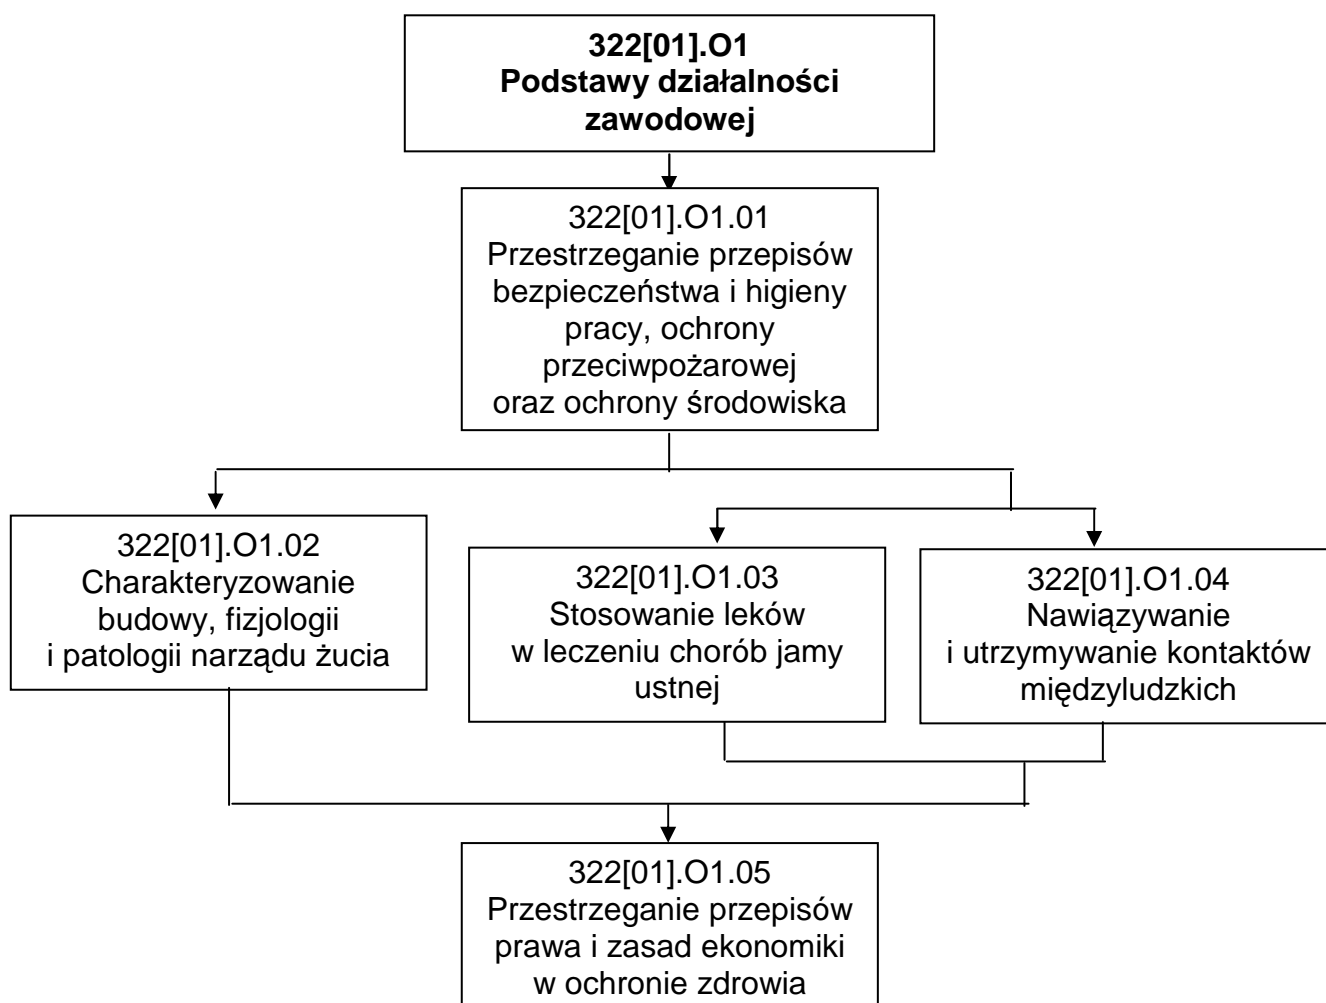 322[01].O1
Podstawy działalności
zawodowej
322[01].O1.01
Przestrzeganie przepisów
bezpieczeństwa i higieny
pracy, ochrony
przeciwpożarowej
oraz ochrony środowiska
322[01].O1.02
Charakteryzowanie
budowy, fizjologii
i patologii narządu żucia
322[01].O1.03
Stosowanie leków
w leczeniu chorób jamy
ustnej
322[01].O1.04
Nawiązywanie
i utrzymywanie kontaktów
międzyludzkich
322[01].O1.05
Przestrzeganie przepisów
prawa i zasad ekonomiki
w ochronie zdrowia